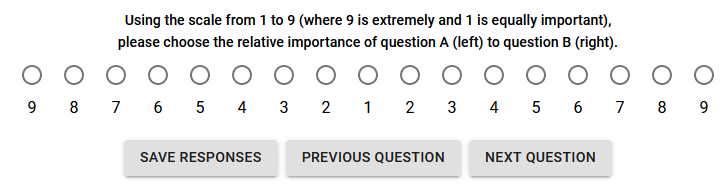 Using the scale from 1 to 9 (where 9 is extremely and 1 is equally important),
please choose the relative importance of question A (left) to question B (right).
9 8 7 6 5 4 3 2 1 2 3 4 5 6 7 8 9
SAVE RESPONSES PREVIOUS QUESTION NEXT QUESTION